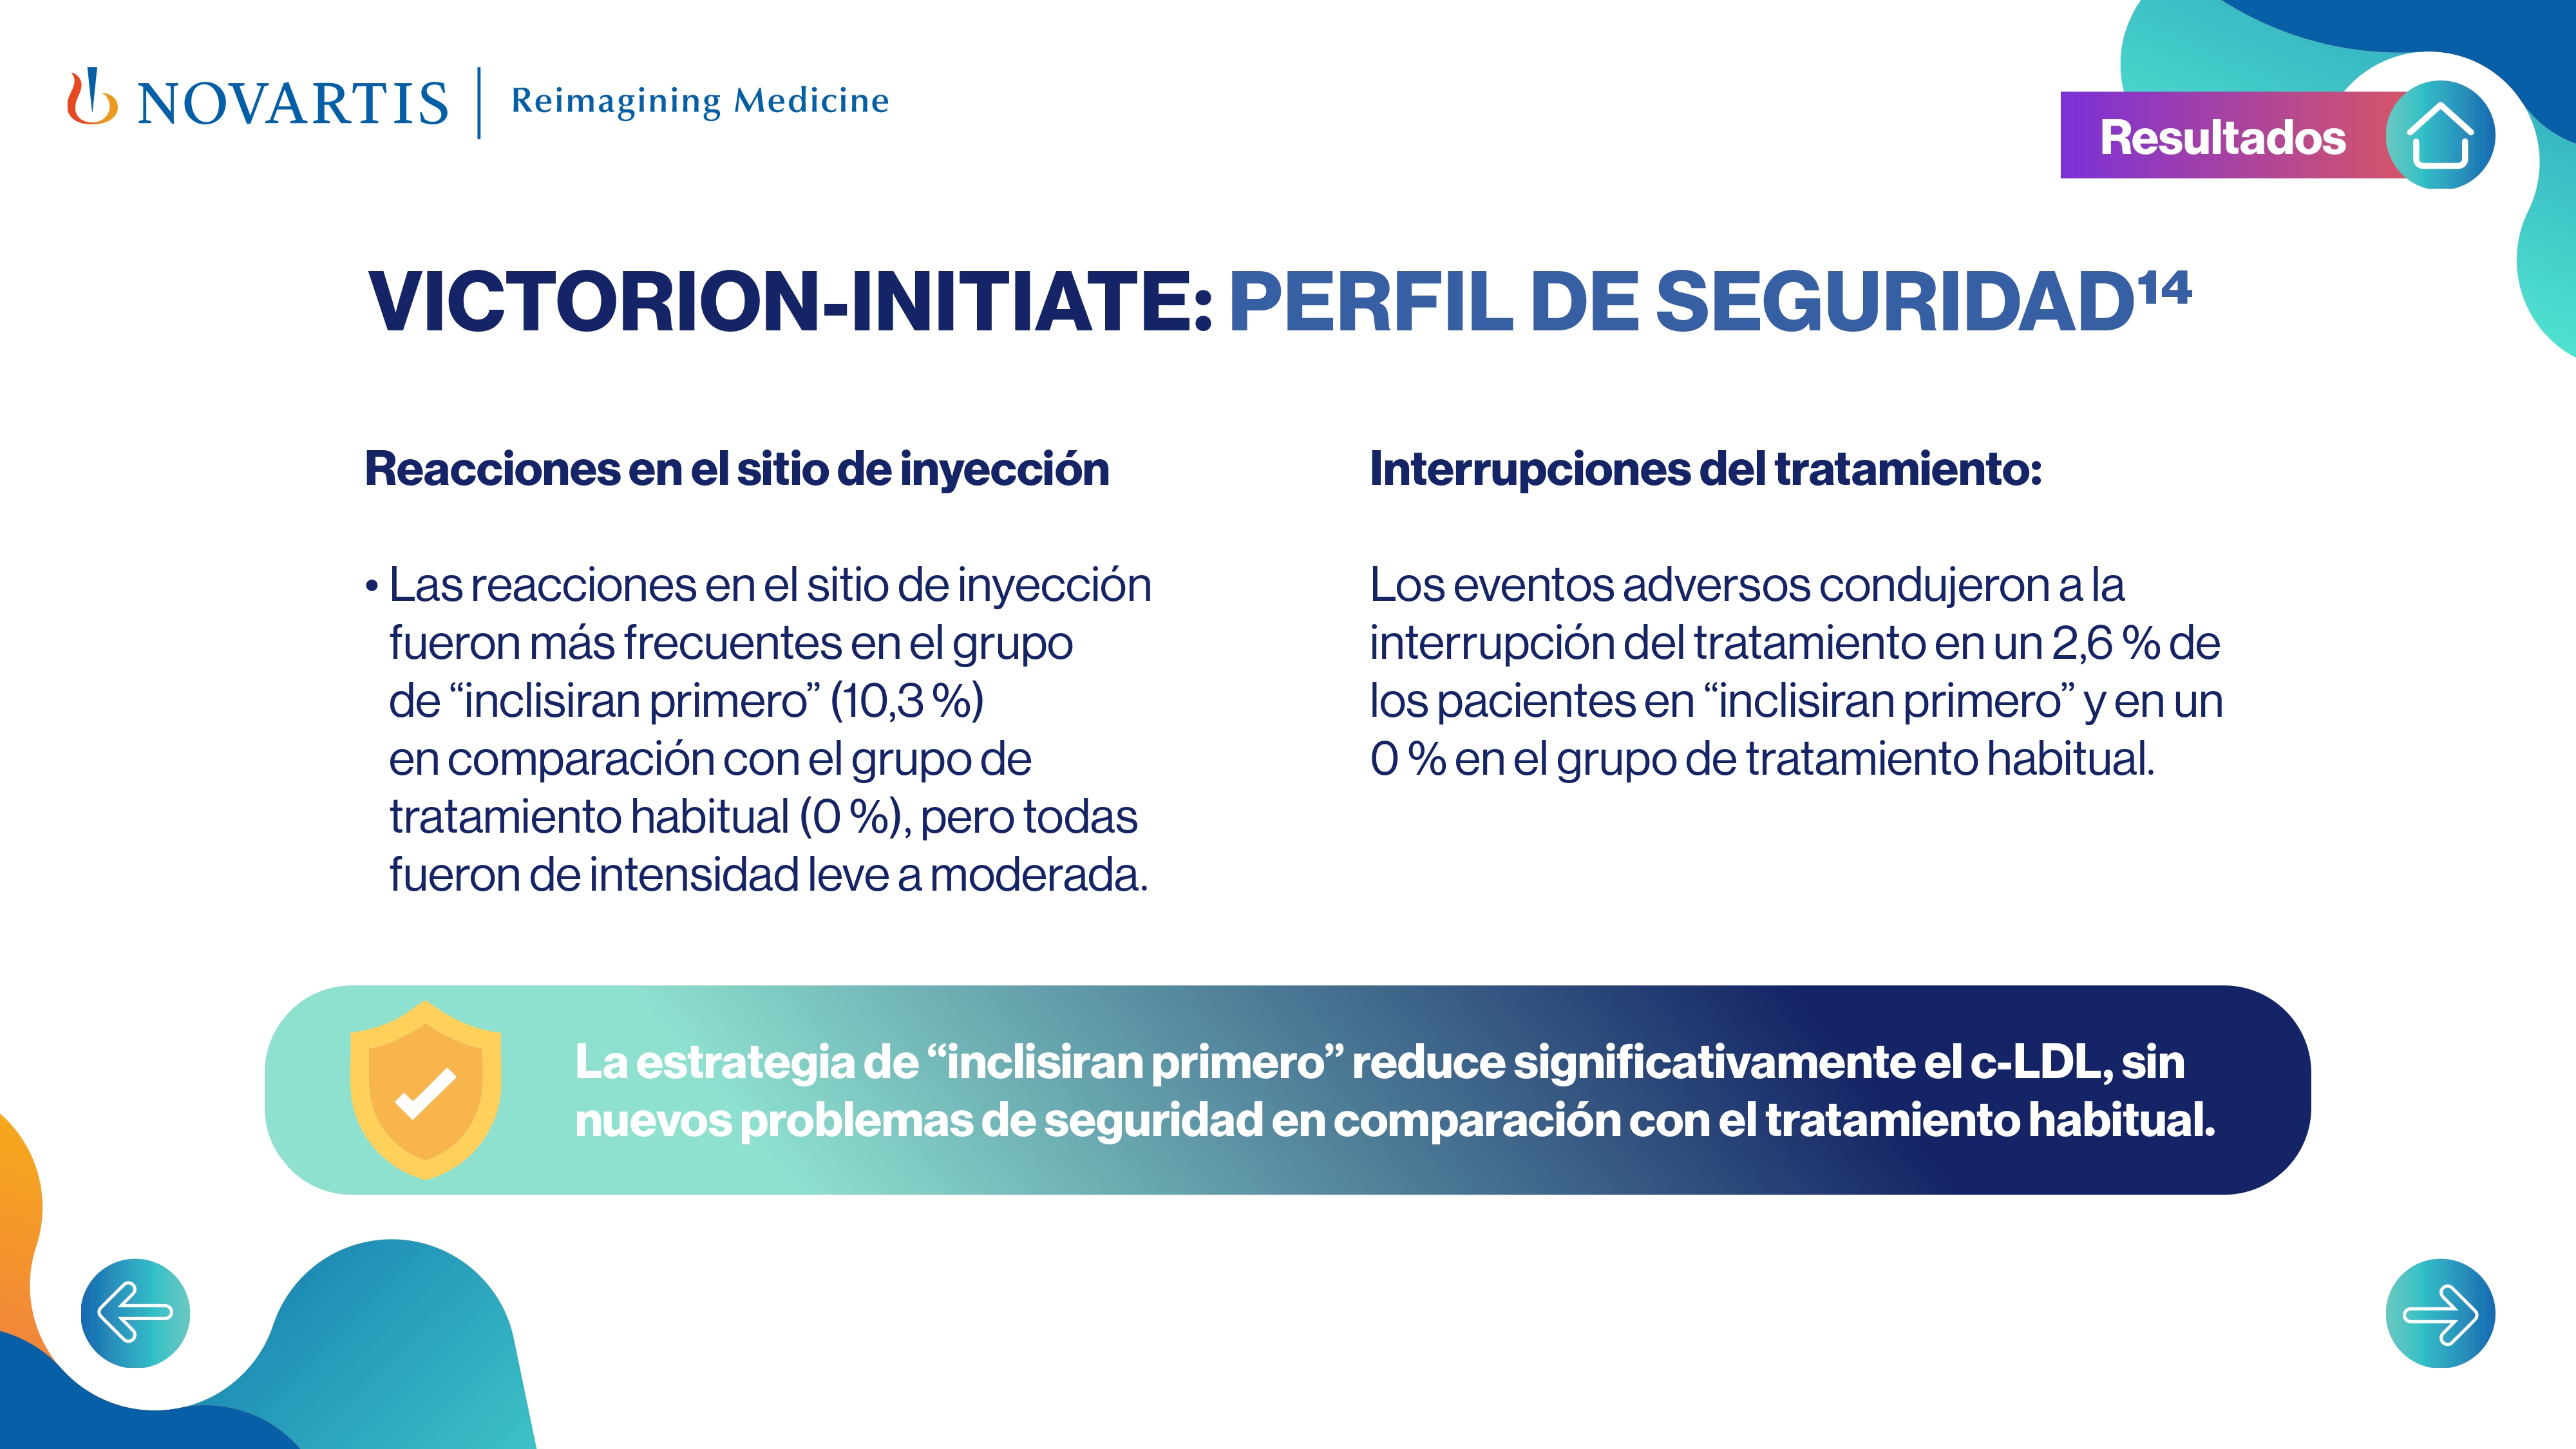 NOVARTIS | Reimagining Medicine
Resultados
VICTORION-INITIATE: PERFIL DE SEGURIDAD¹⁴
Reacciones en el sitio de inyección
• Las reacciones en el sitio de inyección
fueron más frecuentes en el grupo
de “inclisiran primero” (10,3 %)
en comparación con el grupo de
tratamiento habitual (0 %), pero todas
fueron de intensidad leve a moderada.
Interrupciones del tratamiento:
Los eventos adversos condujeron a la
interrupción del tratamiento en un 2,6 % de
los pacientes en “inclisiran primero” y en un
0 % en el grupo de tratamiento habitual.
La estrategia de “inclisiran primero” reduce significativamente el c-LDL, sin
nuevos problemas de seguridad en comparación con el tratamiento habitual.